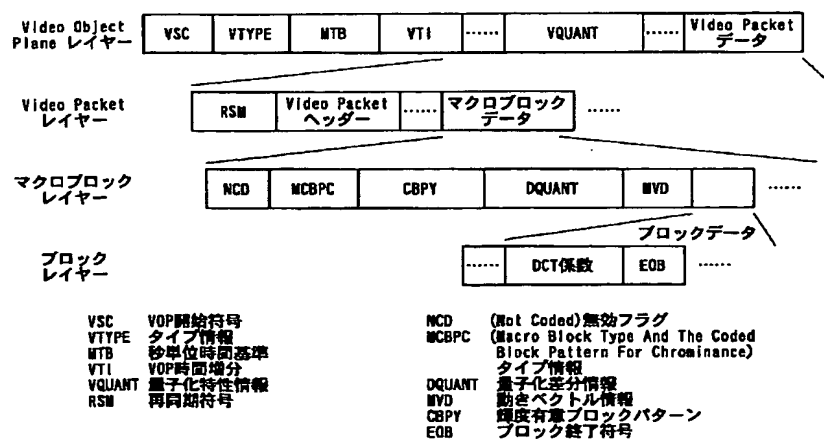 Video Object
Plane レイヤー
VSC
VTYPE
MTB
VTI
……
VQUANT
……
Video Packet
データ
Video Packet
レイヤー
RSM
Video Packet
ヘッダー
……
マクロブロック
データ
……
マクロブロック
レイヤー
NCD
MCBPC
CBPY
DQUANT
MVD
……
ブロックデータ
ブロック
レイヤー
……
DCT係数
EOB
……
VSC VOP開始符号
VTYPE タイプ情報
MTB 秒単位時間基準
VTI VOP時間増分
VQUANT 量子化特性情報
RSM 再同期符号
NCD (Not Coded)無効フラグ
MCBPC (Macro Block Type And The Coded
Block Pattern For Chrominance)
タイプ情報
DQUANT 量子化差分情報
MVD 動きベクトル情報
CBPY 輝度有意ブロックパターン
EOB ブロック終了符号